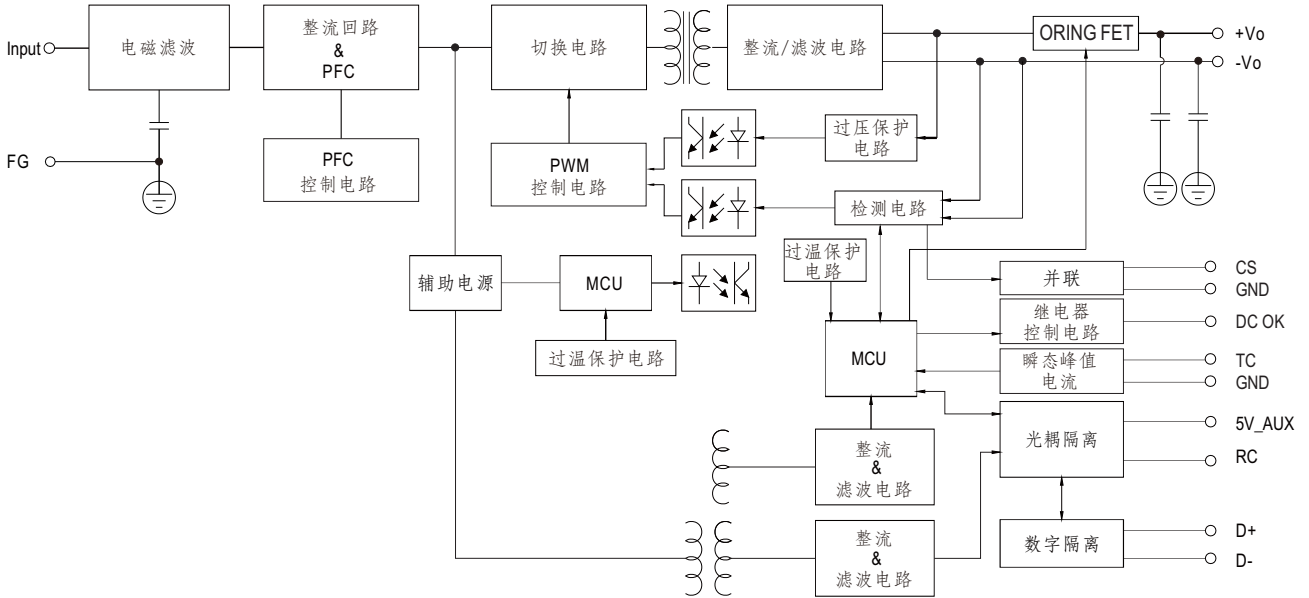 Input
电磁滤波
整流回路
&
PFC
切换电路
整流/滤波电路
ORING FET
+Vo
-Vo
FG
PFC
控制电路
PWM
控制电路
过压保护
电路
检测电路
过温保护
电路
辅助电源
MCU
过温保护电路
MCU
并联
CS
GND
继电器
控制电路
DC OK
瞬态峰值
电流
TC
GND
光耦隔离
5V_AUX
RC
整流
&
滤波电路
整流
&
滤波电路
数字隔离
D+
D-